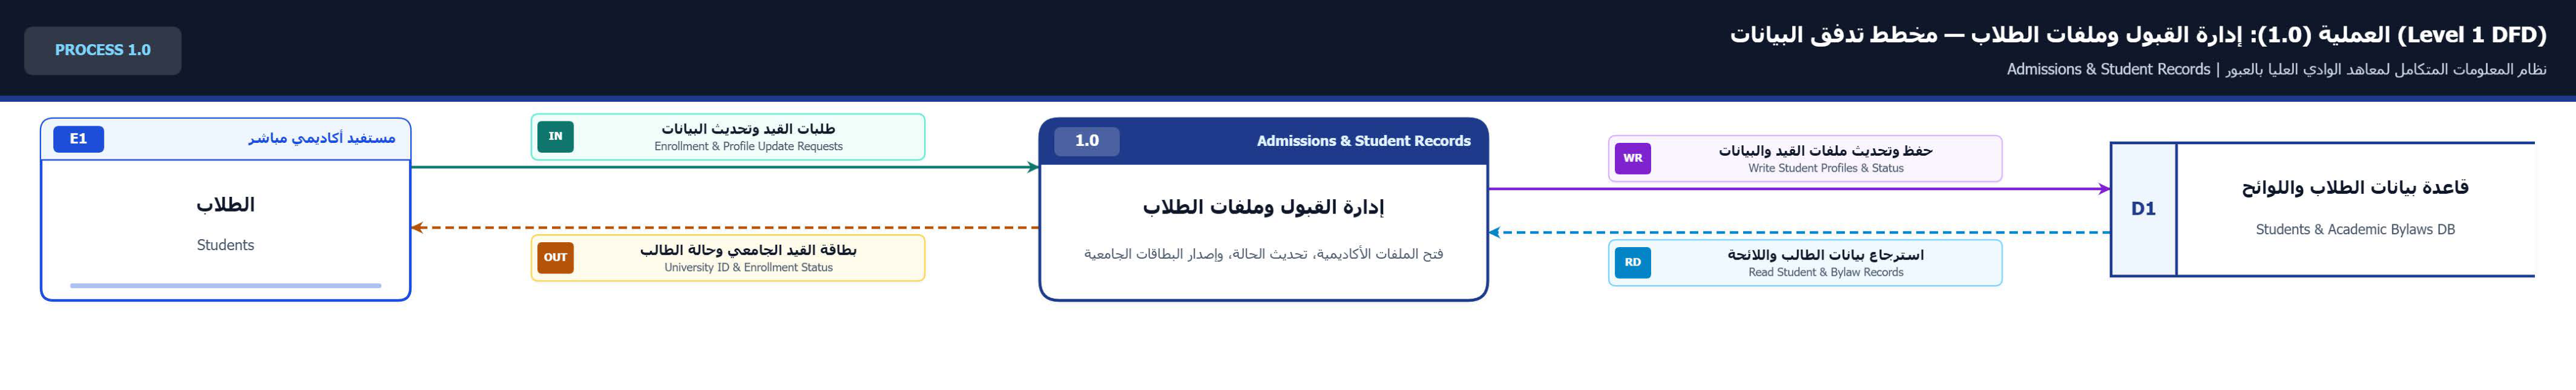 (Level 1 DFD) العملية (1.0): إدارة القبول وملفات الطلاب — مخطط تدفق البيانات
نظام المعلومات المتكامل لمعاهد الوادي العليا بالعبور | Admissions & Student Records
PROCESS 1.0
E1
مستفيد أكاديمي مباشر
الطلاب
Students
IN
طلبات القيد وتحديث البيانات
Enrollment & Profile Update Requests
OUT
بطاقة القيد الجامعي وحالة الطالب
University ID & Enrollment Status
1.0
Admissions & Student Records
إدارة القبول وملفات الطلاب
فتح الملفات الأكاديمية، تحديث الحالة، وإصدار البطاقات الجامعية
WR
حفظ وتحديث ملفات القيد والبيانات
Write Student Profiles & Status
RD
استرجاع بيانات الطالب واللائحة
Read Student & Bylaw Records
D1
قاعدة بيانات الطلاب واللوائح
Students & Academic Bylaws DB